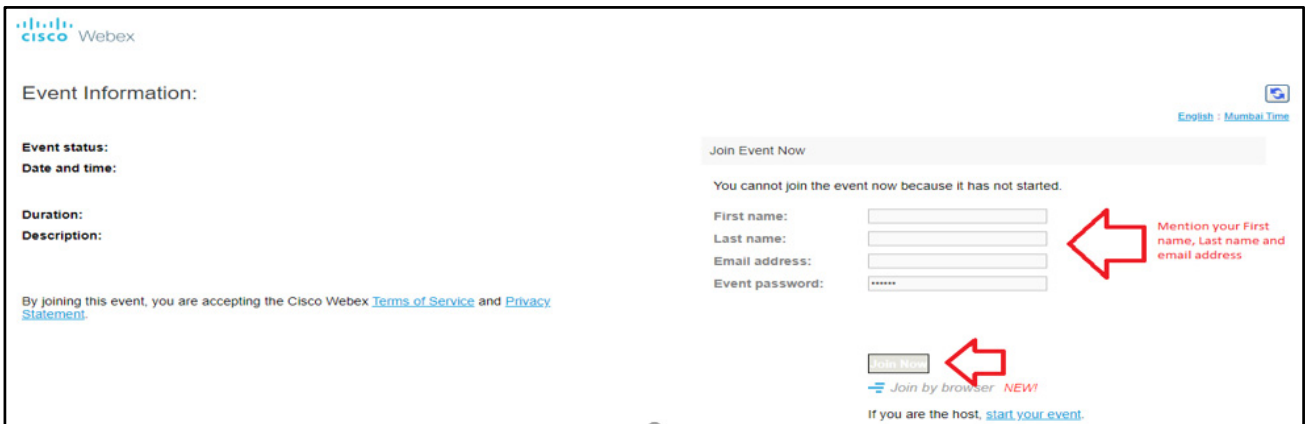 CISCO Webex
Event Information:
English : Mumbai Time
Event status:
Date and time:
Duration:
Description:
By joining this event, you are accepting the Cisco Webex Terms of Service and Privacy
Statement.
Join Event Now
You cannot join the event now because it has not started.
First name:
Last name:
Email address:
Event password:
••••••
Mention your First
name, Last name and
email address
Join Now
Join by browser NEW!
If you are the host, start your event.